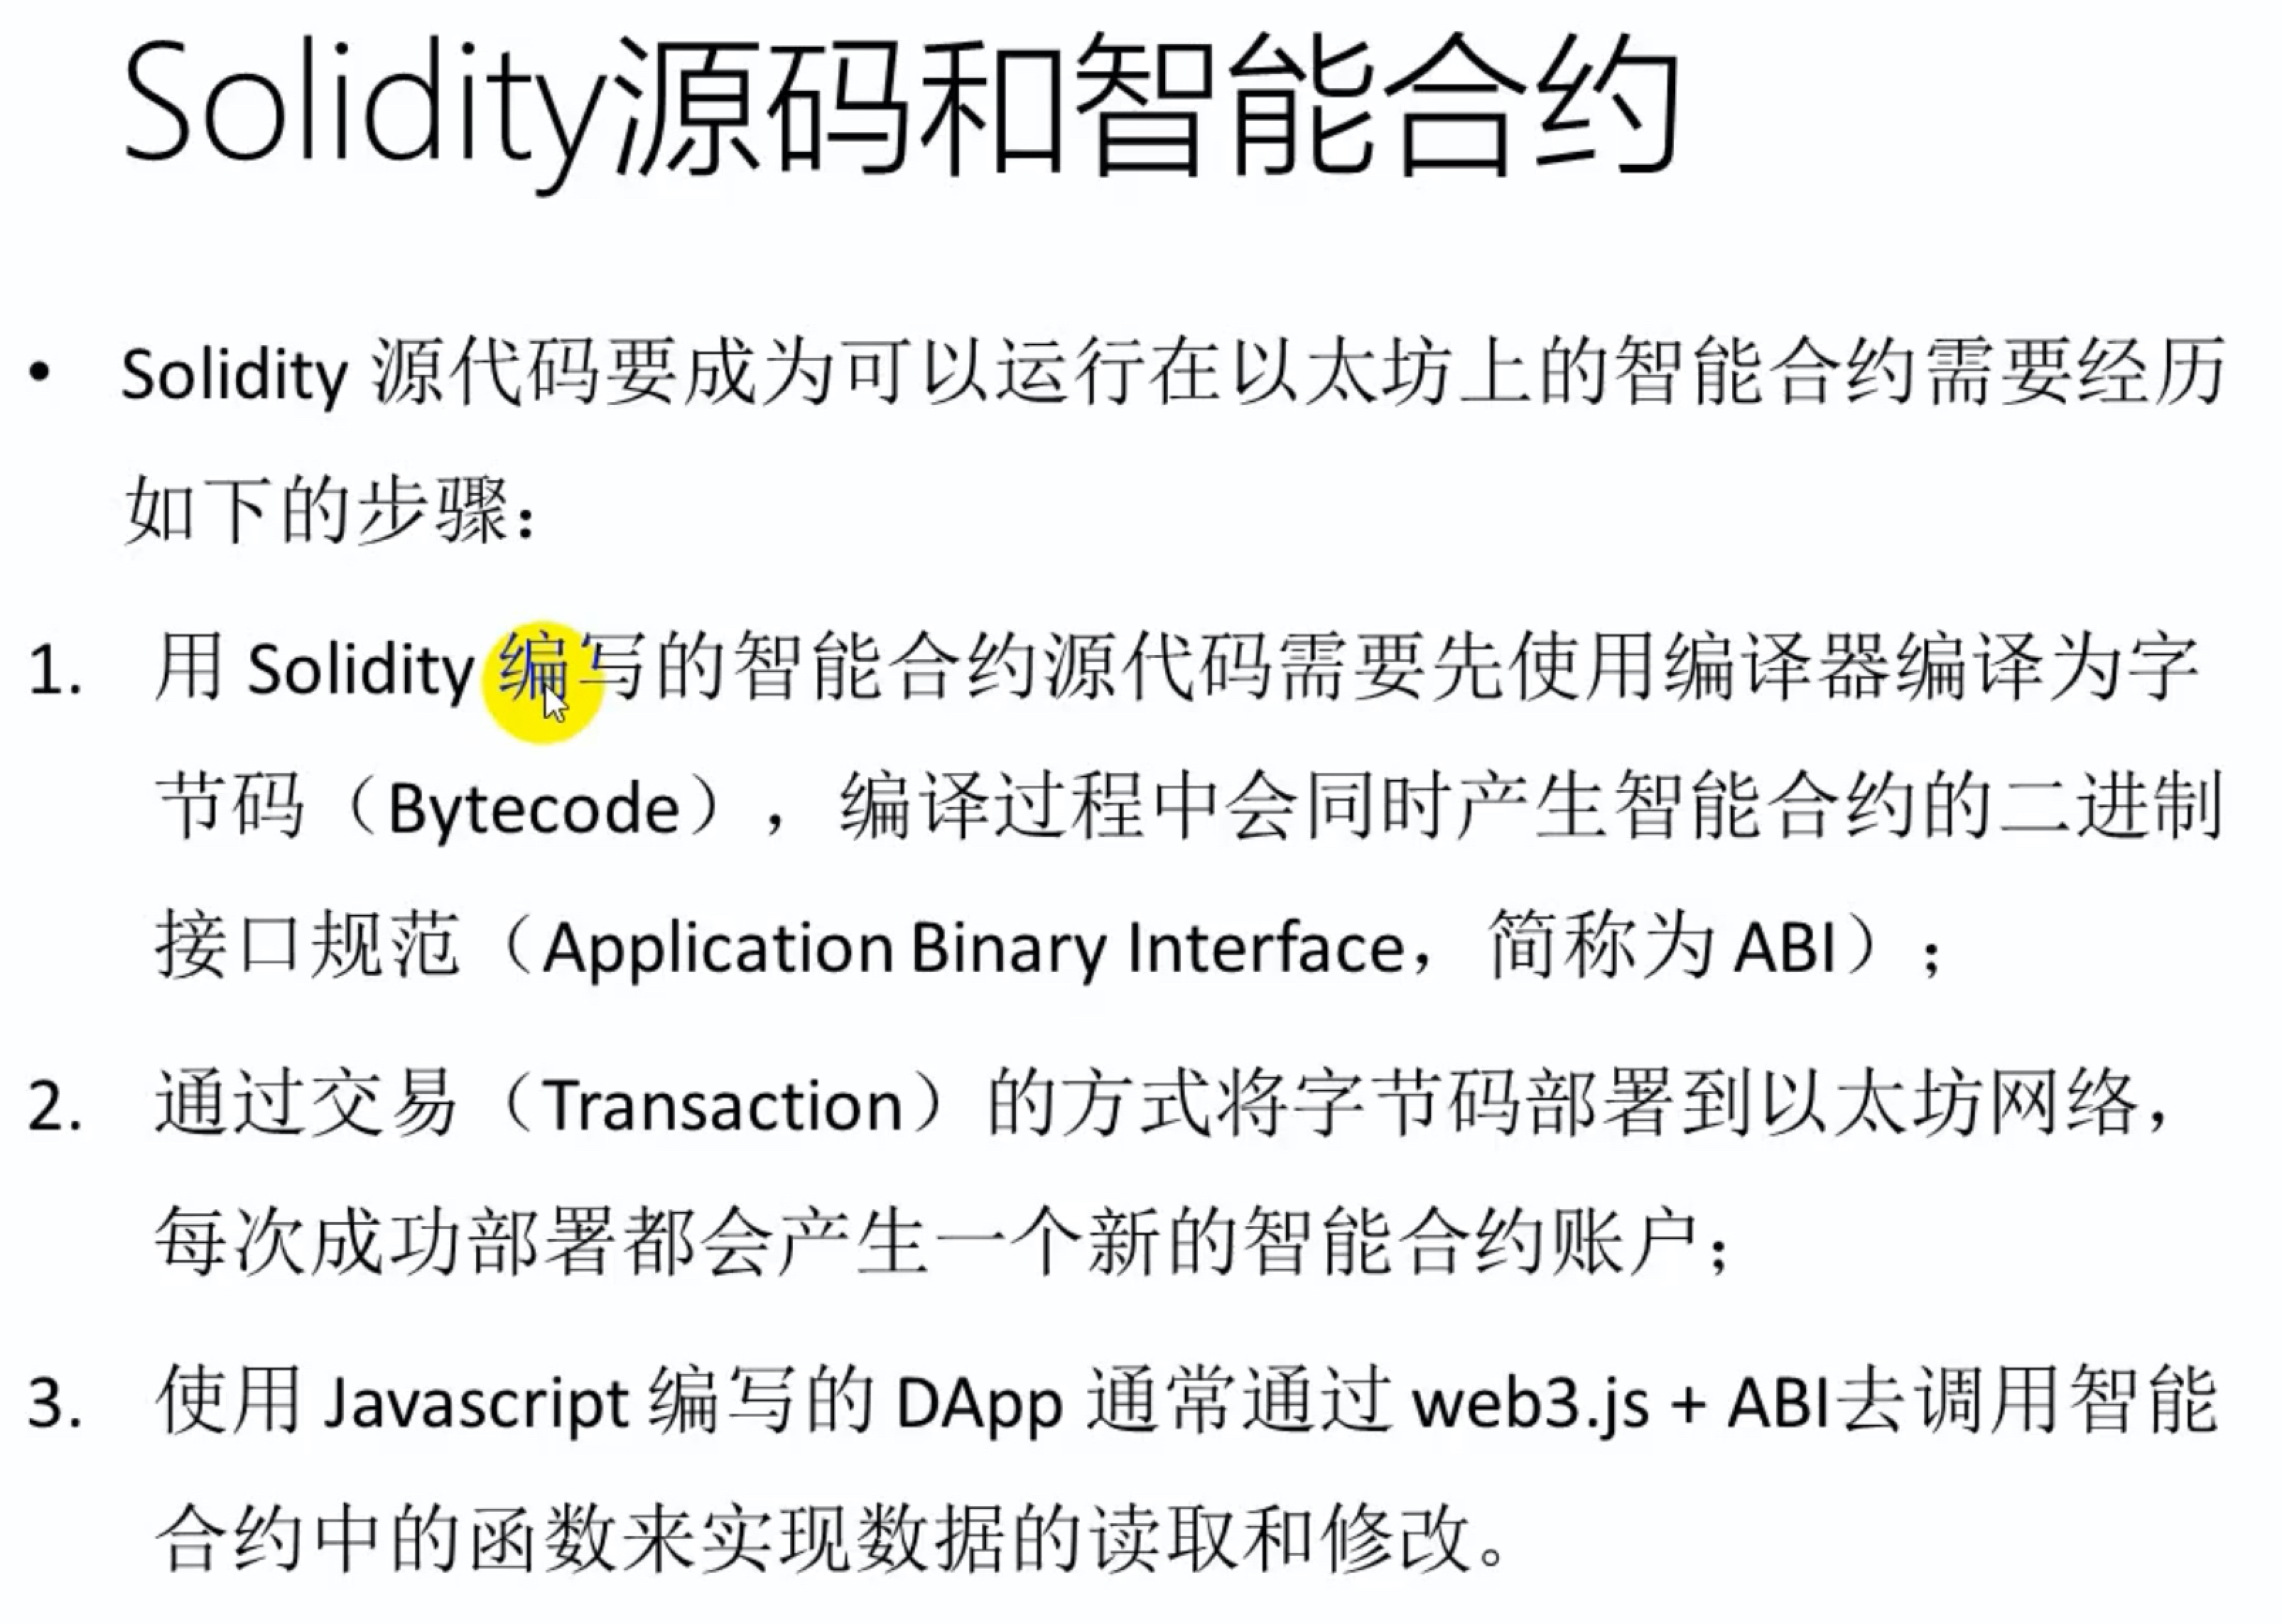 Solidity源码和智能合约
• Solidity 源代码要成为可以运行在以太坊上的智能合约需要经历
如下的步骤：
1. 用 Solidity 编写的智能合约源代码需要先使用编译器编译为字
节码（Bytecode），编译过程中会同时产生智能合约的二进制
接口规范（Application Binary Interface，简称为 ABI）；
2. 通过交易（Transaction）的方式将字节码部署到以太坊网络，
每次成功部署都会产生一个新的智能合约账户；
3. 使用 Javascript 编写的 DApp 通常通过 web3.js + ABI去调用智能
合约中的函数来实现数据的读取和修改。